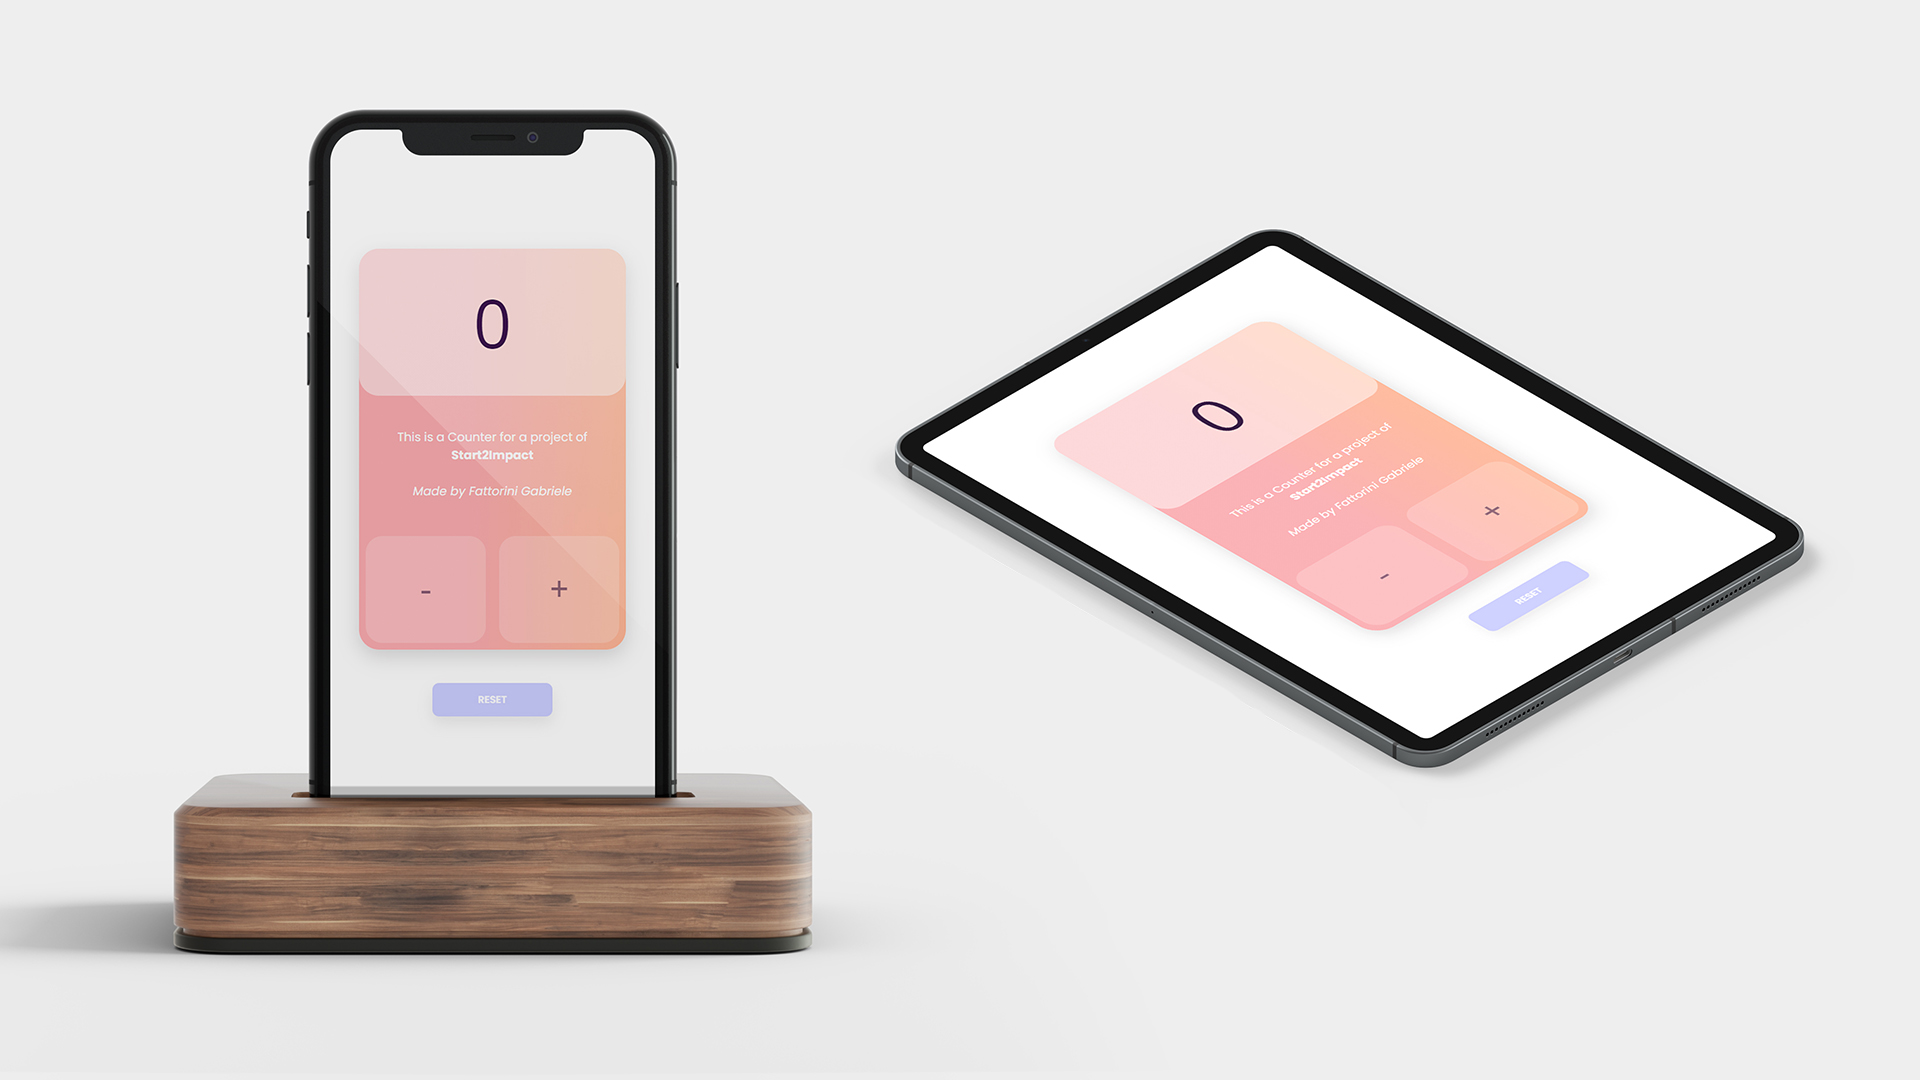 0
This is a Counter for a project of
Start2Impact
Made by Fattorini Gabriele
-
+
RESET
0
This is a Counter for a project of
Start2Impact
Made by Fattorini Gabriele
-
+
RESET